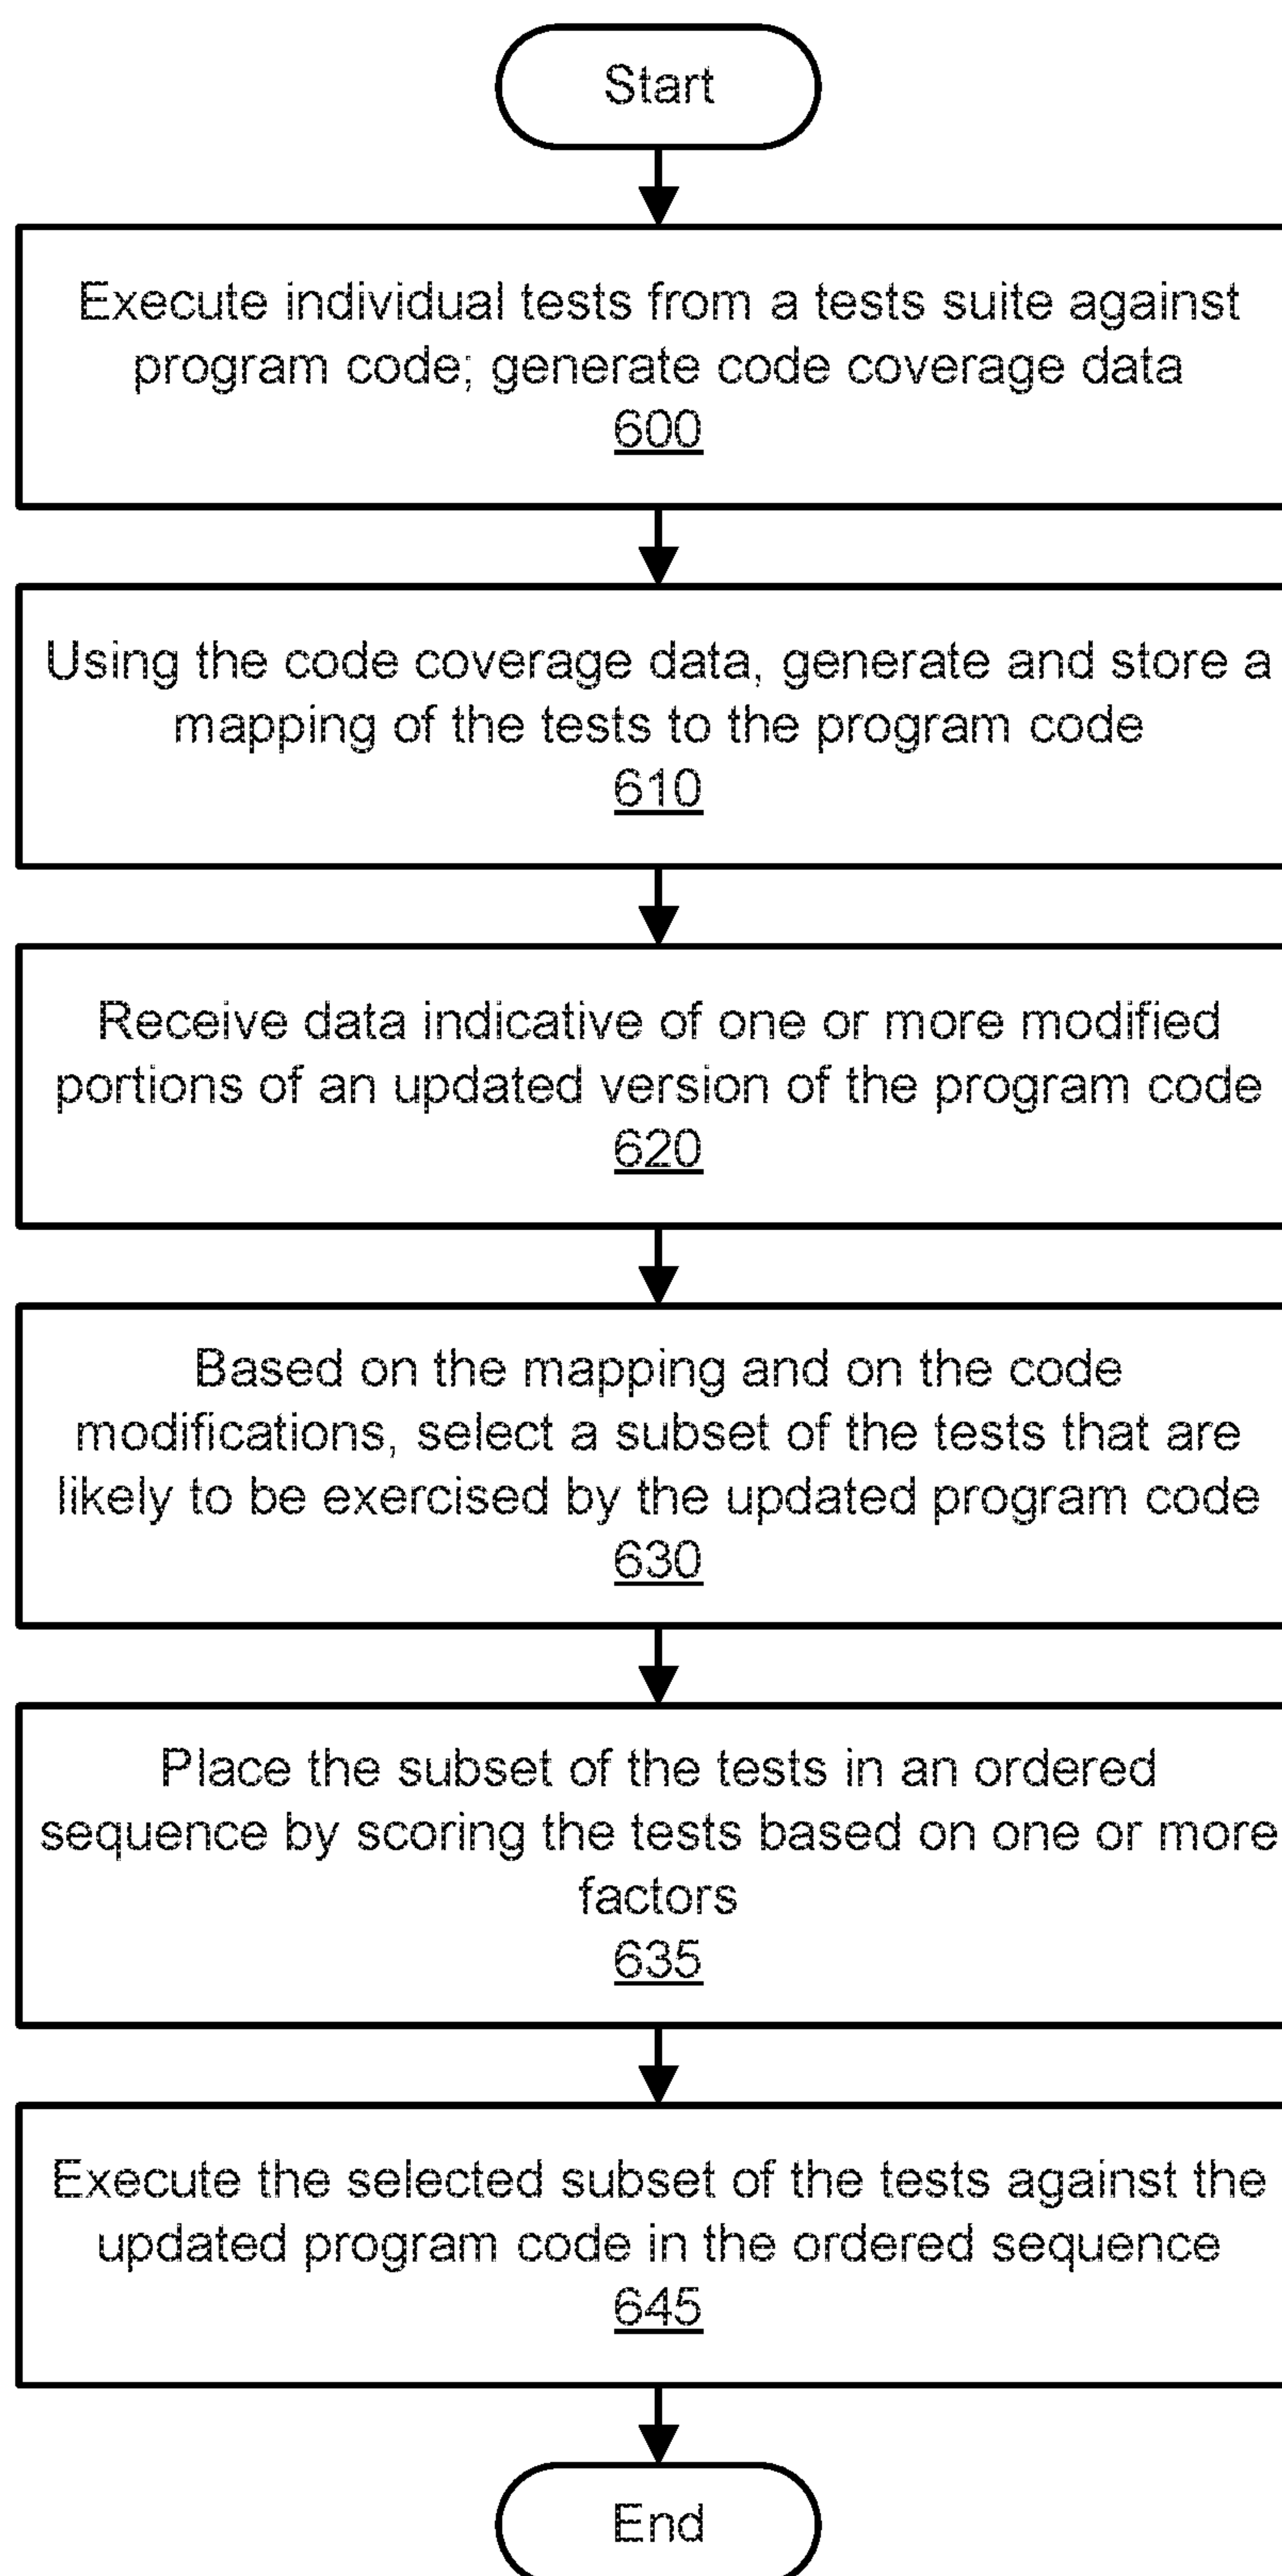 Start
Execute individual tests from a tests suite against
program code; generate code coverage data
600
Using the code coverage data, generate and store a
mapping of the tests to the program code
610
Receive data indicative of one or more modified
portions of an updated version of the program code
620
Based on the mapping and on the code
modifications, select a subset of the tests that are
likely to be exercised by the updated program code
630
Place the subset of the tests in an ordered
sequence by scoring the tests based on one or more
factors
635
Execute the selected subset of the tests against the
updated program code in the ordered sequence
645
End